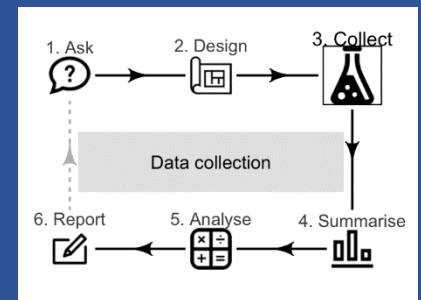 1. Ask
2. Design
3. Collect
Data collection
6. Report
5. Analyse
4. Summarise